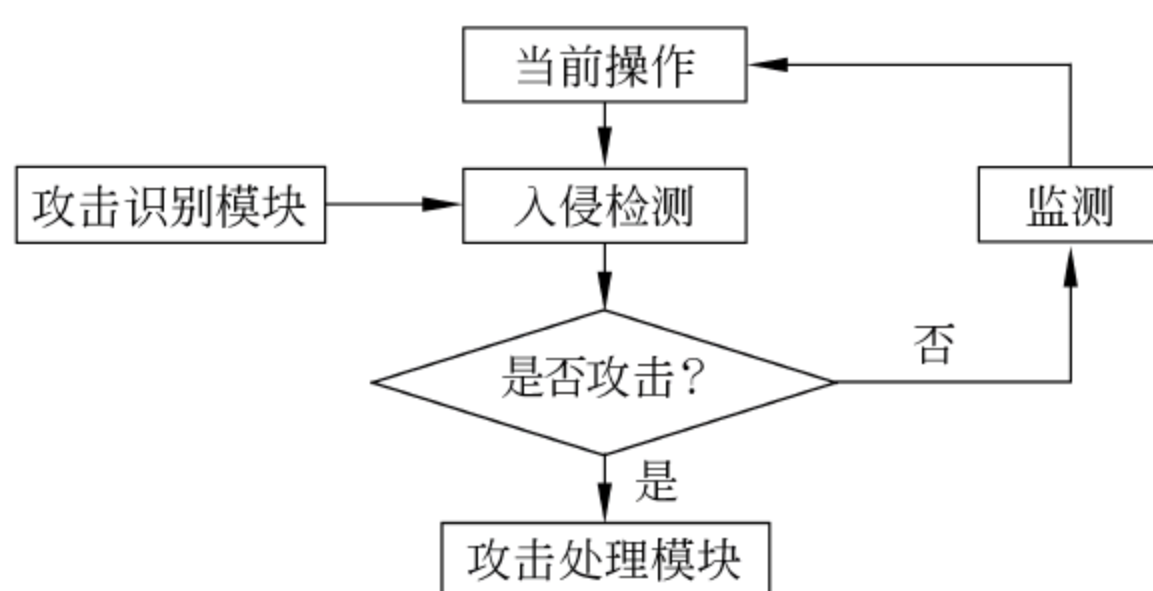 当前操作
攻击识别模块
入侵检测
监测
是否攻击?
否
是
攻击处理模块